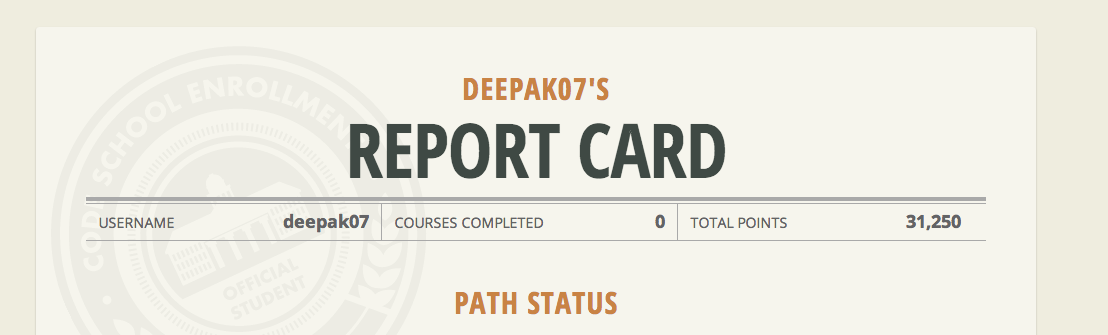 DEEPAK07'S
REPORT CARD
USERNAME deepak07 COURSES COMPLETED 0 TOTAL POINTS 31,250
CODE SCHOOL ENROLLMENT
OFFICIAL
STUDENT
PATH STATUS